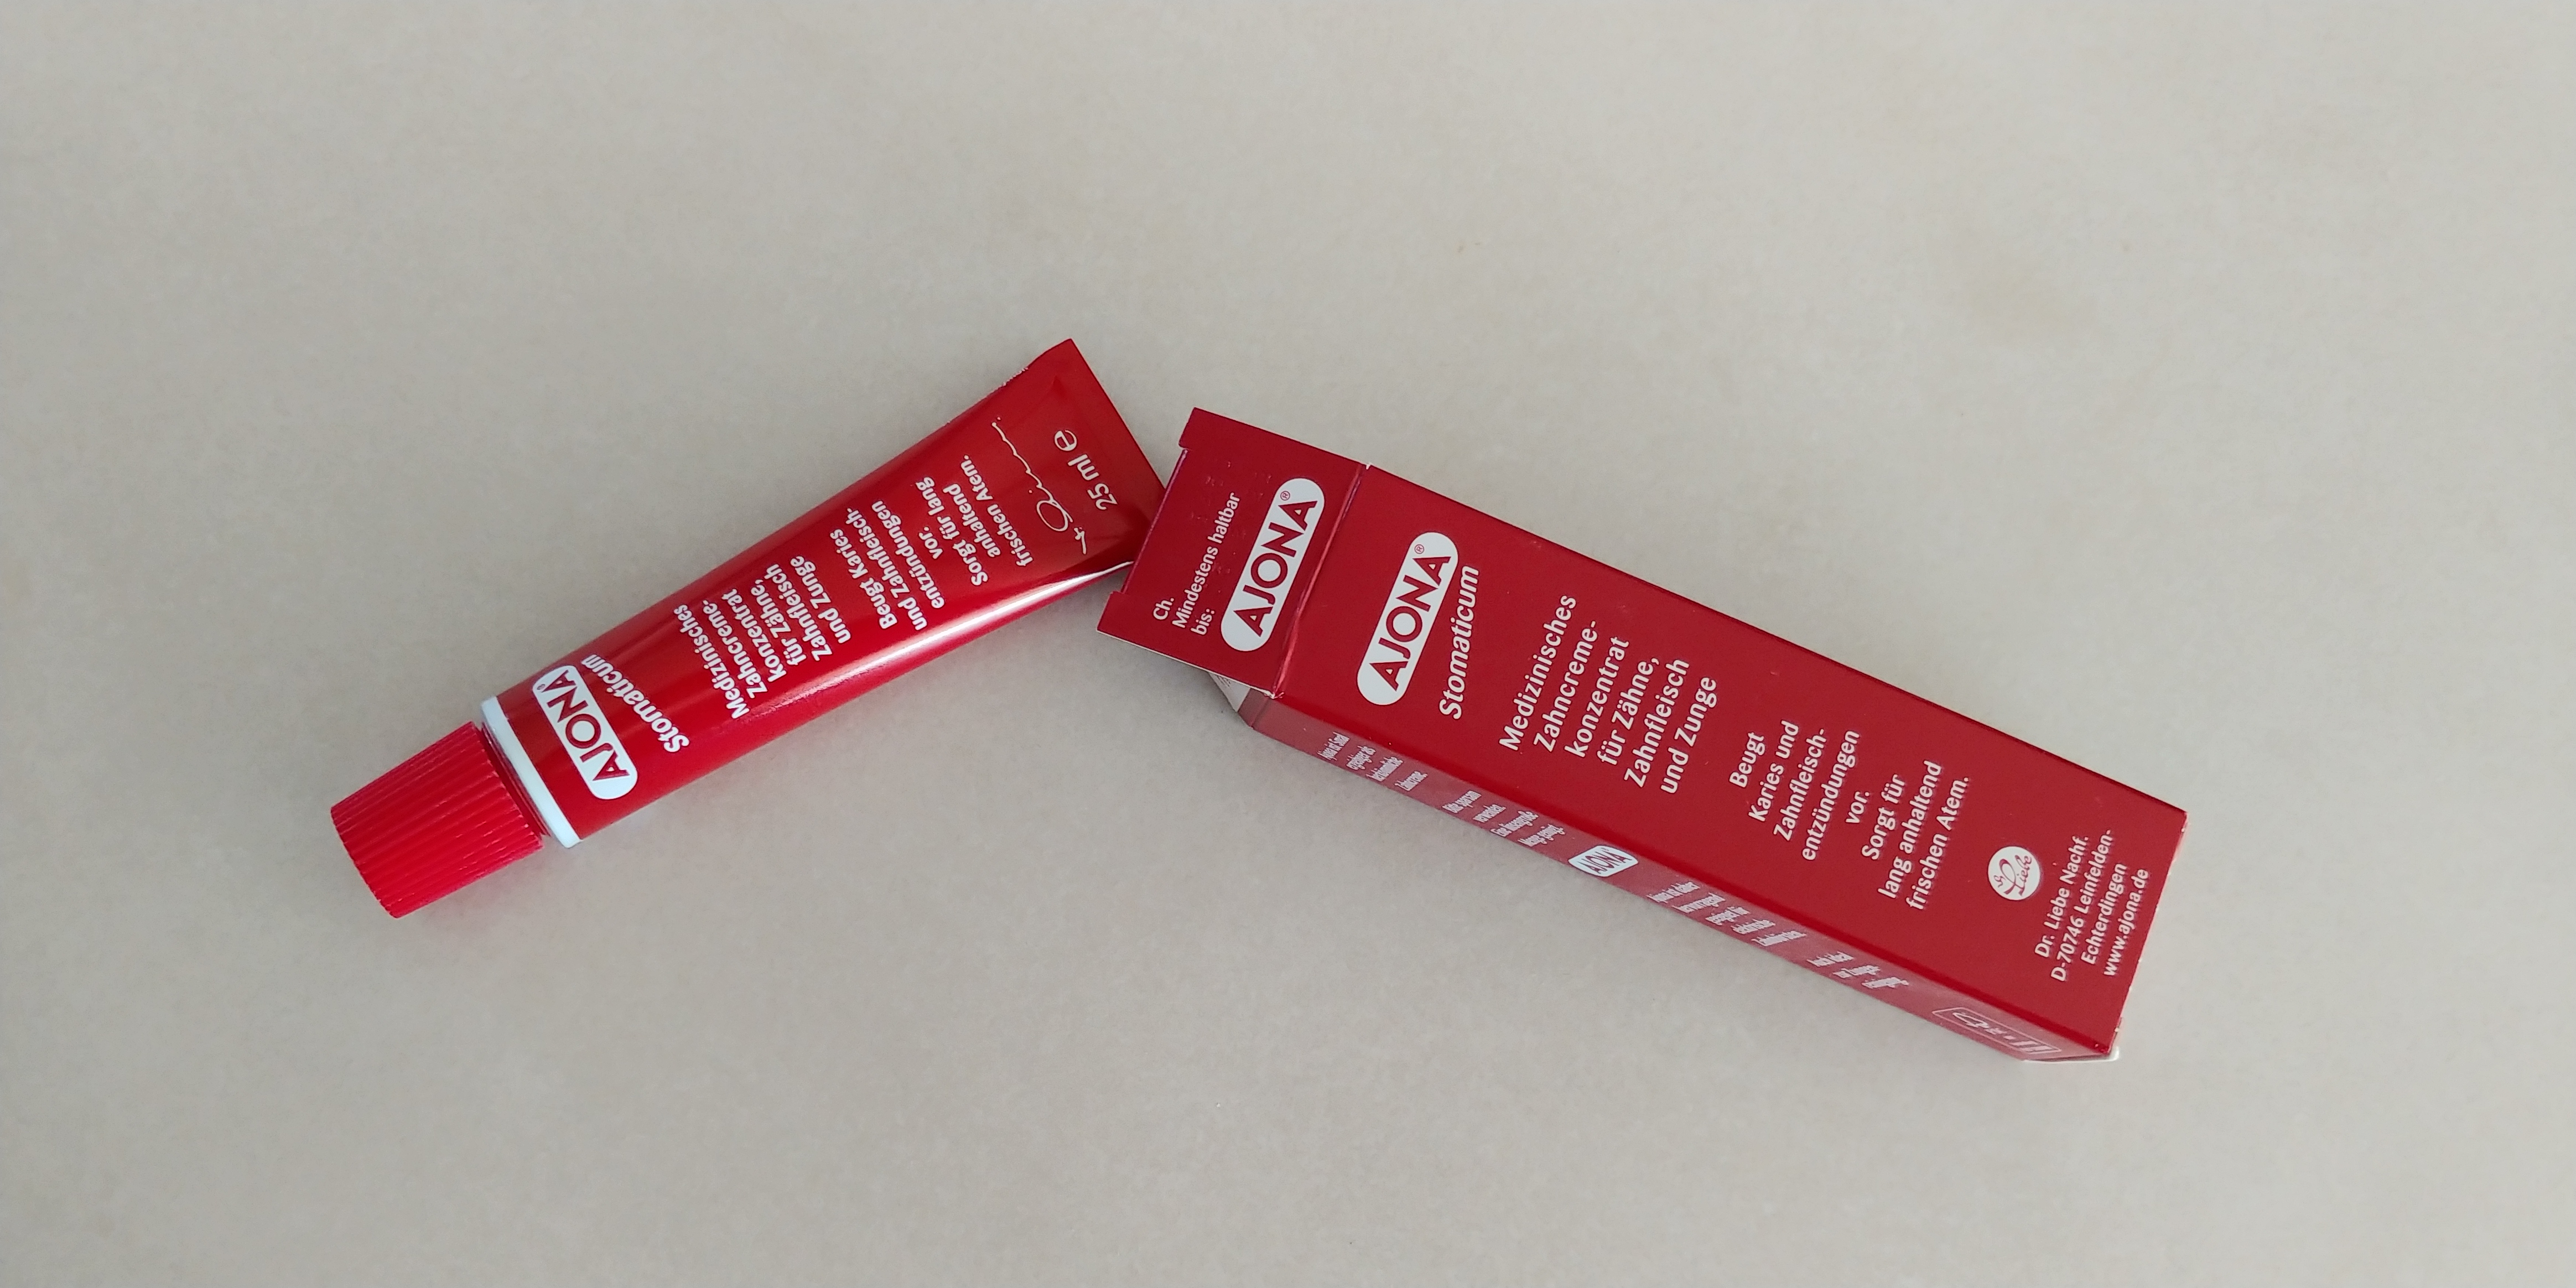 AJONA®
Stomaticum
Medizinisches
Zahncreme-
konzentrat
für Zähne,
Zahnfleisch
und Zunge
Beugt Karies
und Zahnfleisch-
entzündungen
vor.
Sorgt für lang
anhaltend
frischen Atem.
25 ml e
Ch.
Mindestens haltbar
bis:
AJONA®
AJONA®
Stomaticum
Medizinisches
Zahncreme-
konzentrat
für Zähne,
Zahnfleisch
und Zunge
Beugt
Karies und
Zahnfleisch-
entzündungen
vor.
Sorgt für
lang anhaltend
frischen Atem.
Dr. Liebe
Dr. Liebe Nachf.
D-70746 Leinfelden-
Echterdingen
www.ajona.de
AJONA